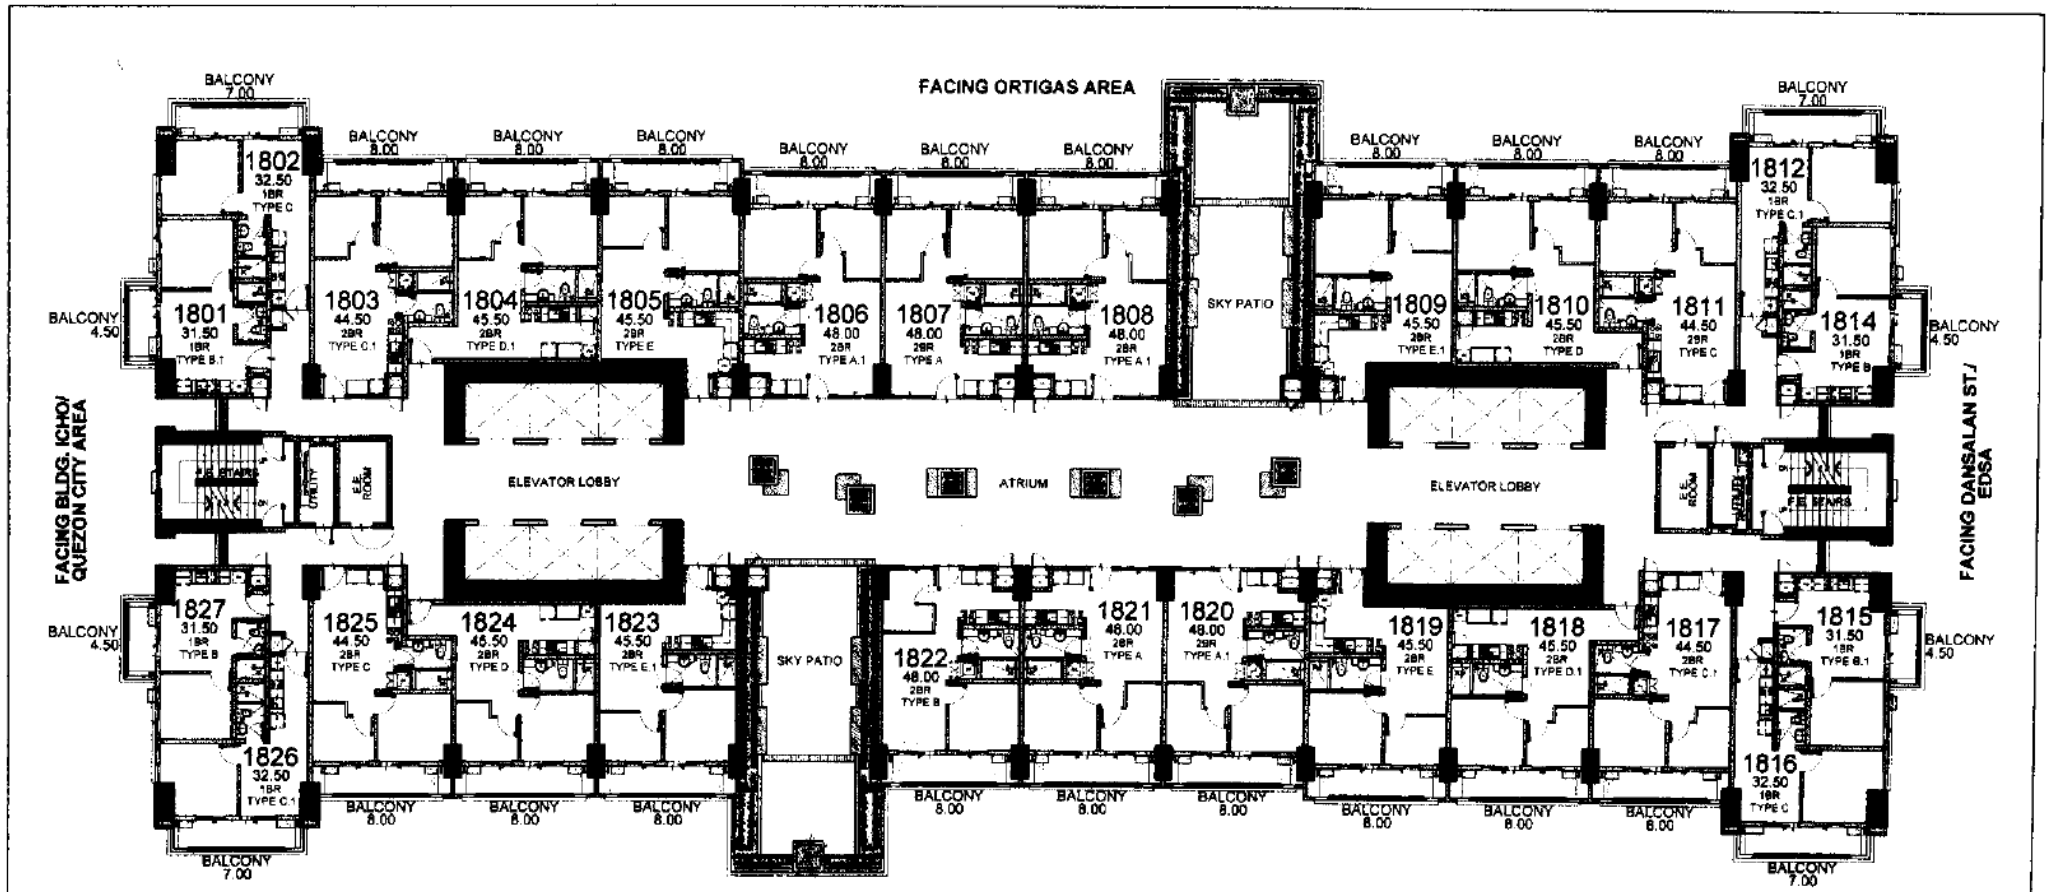 FACING ORTIGAS AREA
BALCONY
7.00
BALCONY
8.00
BALCONY
8.00
BALCONY
8.00
BALCONY
8.00
BALCONY
8.00
BALCONY
8.00
BALCONY
8.00
BALCONY
8.00
BALCONY
8.00
BALCONY
7.00
1802
32.50
1BR
TYPE C
1812
32.50
1BR
TYPE C.1
BALCONY
4.50
1801
31.50
1BR
TYPE B.1
1803
44.50
2BR
TYPE C.1
1804
45.50
2BR
TYPE D.1
1805
45.50
2BR
TYPE E
1806
48.00
2BR
TYPE A.1
1807
48.00
2BR
TYPE A
1808
48.00
2BR
TYPE A.1
SKY PATIO
1809
45.50
2BR
TYPE E.1
1810
45.50
2BR
TYPE D
1811
44.50
2BR
TYPE C
1814
31.50
1BR
TYPE B
BALCONY
4.50
FACING BLDG. ICHO/
QUEZON CITY AREA
F.E. STAIRS
UTILITY
E.E.
ROOM
ELEVATOR LOBBY
ATRIUM
ELEVATOR LOBBY
E.E.
ROOM
UTILITY
F.E. STAIRS
FACING DANSALAN ST./
EDSA
BALCONY
4.50
1827
31.50
1BR
TYPE B
1825
44.50
2BR
TYPE C
1824
45.50
2BR
TYPE D
1823
45.50
2BR
TYPE E.1
SKY PATIO
1822
48.00
2BR
TYPE B
1821
48.00
2BR
TYPE A
1820
48.00
2BR
TYPE A.1
1819
45.50
2BR
TYPE E
1818
45.50
2BR
TYPE D.1
1817
44.50
2BR
TYPE C.1
1815
31.50
1BR
TYPE B.1
BALCONY
4.50
1826
32.50
1BR
TYPE C.1
1816
32.50
1BR
TYPE C
BALCONY
7.00
BALCONY
8.00
BALCONY
8.00
BALCONY
8.00
BALCONY
8.00
BALCONY
8.00
BALCONY
8.00
BALCONY
8.00
BALCONY
8.00
BALCONY
8.00
BALCONY
7.00